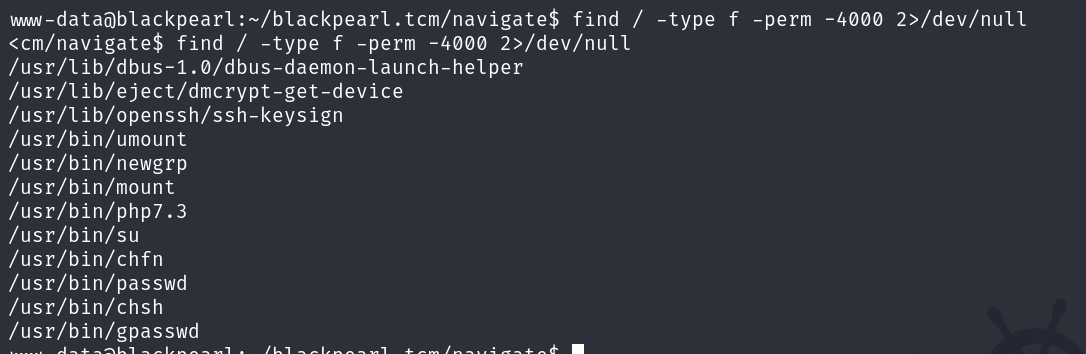 www-data@blackpearl:~/blackpearl.tcm/navigate$ find / -type f -perm -4000 2>/dev/null
<cm/navigate$ find / -type f -perm -4000 2>/dev/null
/usr/lib/dbus-1.0/dbus-daemon-launch-helper
/usr/lib/eject/dmcrypt-get-device
/usr/lib/openssh/ssh-keysign
/usr/bin/umount
/usr/bin/newgrp
/usr/bin/mount
/usr/bin/php7.3
/usr/bin/su
/usr/bin/chfn
/usr/bin/passwd
/usr/bin/chsh
/usr/bin/gpasswd
www-data@blackpearl:~/blackpearl.tcm/navigate$